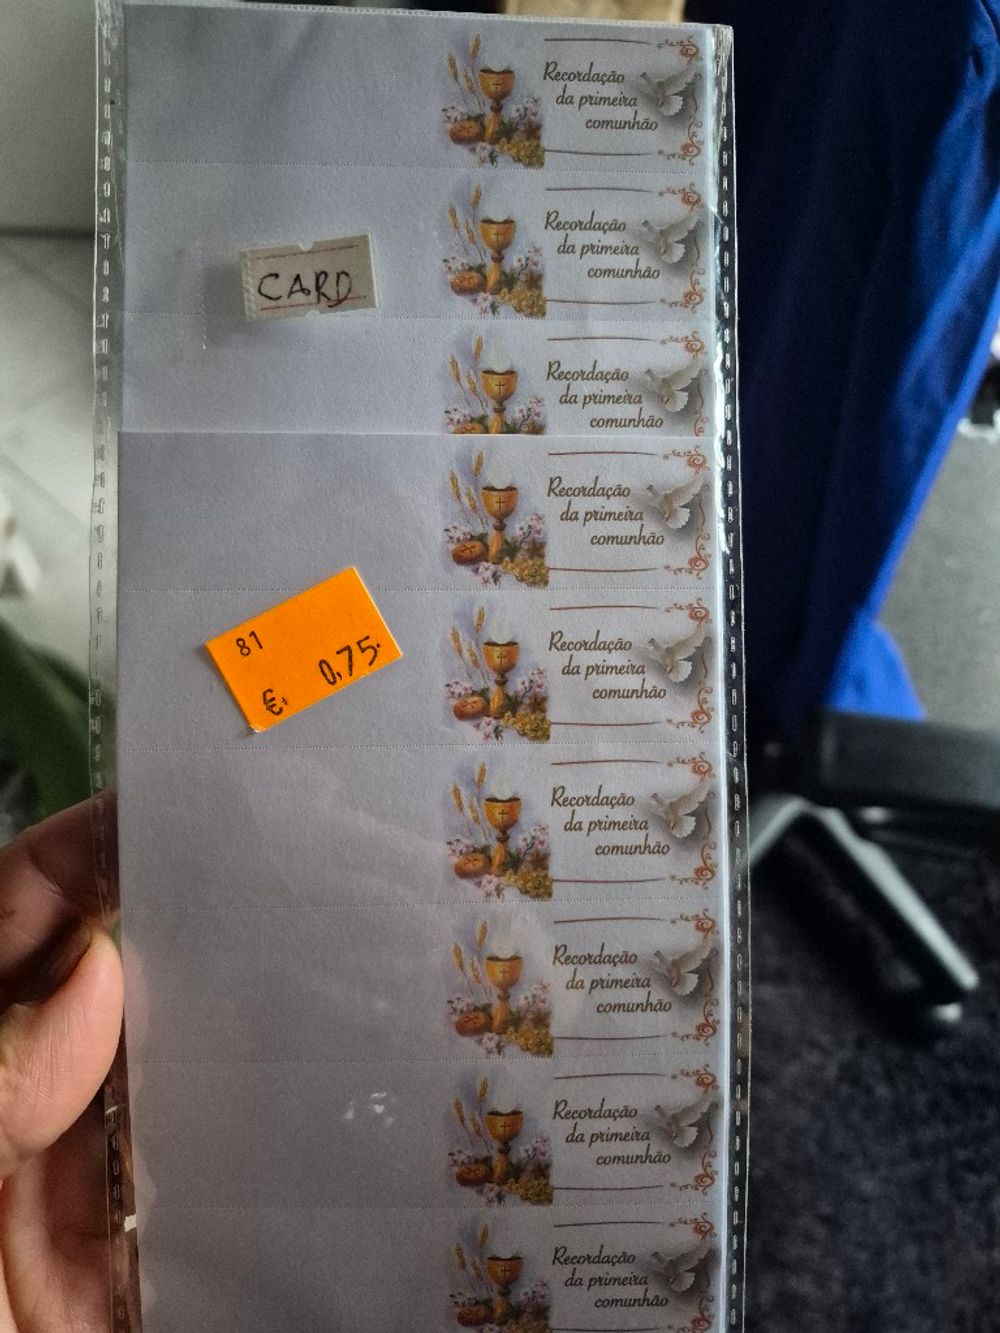 Recordação
da primeira
comunhão
Recordação
da primeira
comunhão
CARD
Recordação
da primeira
comunhão
Recordação
da primeira
comunhão
81
€. 0,75.
Recordação
da primeira
comunhão
Recordação
da primeira
comunhão
Recordação
da primeira
comunhão
Recordação
da primeira
comunhão
Recordação
da primeira
comunhão